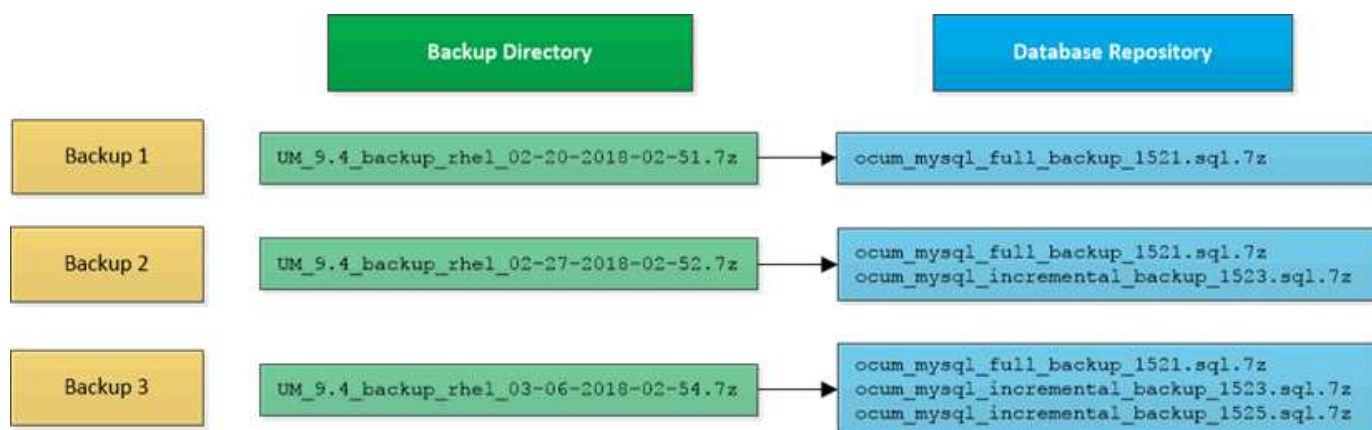 Backup Directory
Database Repository
Backup 1
UM_9.4_backup_rhel_02-20-2018-02-51.7z
ocum_mysql_full_backup_1521.sql.7z
Backup 2
UM_9.4_backup_rhel_02-27-2018-02-52.7z
ocum_mysql_full_backup_1521.sql.7z
ocum_mysql_incremental_backup_1523.sql.7z
Backup 3
UM_9.4_backup_rhel_03-06-2018-02-54.7z
ocum_mysql_full_backup_1521.sql.7z
ocum_mysql_incremental_backup_1523.sql.7z
ocum_mysql_incremental_backup_1525.sql.7z